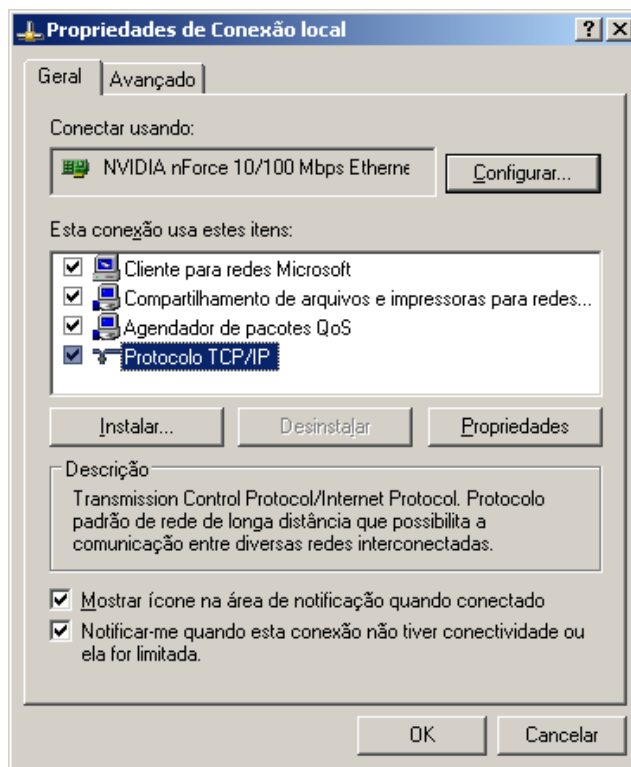 Propriedades de Conexão local
Geral
Avançado
Conectar usando:
NVIDIA nForce 10/100 Mbps Etherne
Configurar...
Esta conexão usa estes itens:
Cliente para redes Microsoft
Compartilhamento de arquivos e impressoras para redes...
Agendador de pacotes QoS
Protocolo TCP/IP
Instalar...
Desinstalar
Propriedades
Descrição
Transmission Control Protocol/Internet Protocol. Protocolo
padrão de rede de longa distância que possibilita a
comunicação entre diversas redes interconectadas.
Mostrar ícone na área de notificação quando conectado
Notificar-me quando esta conexão não tiver conectividade ou
ela for limitada.
OK
Cancelar